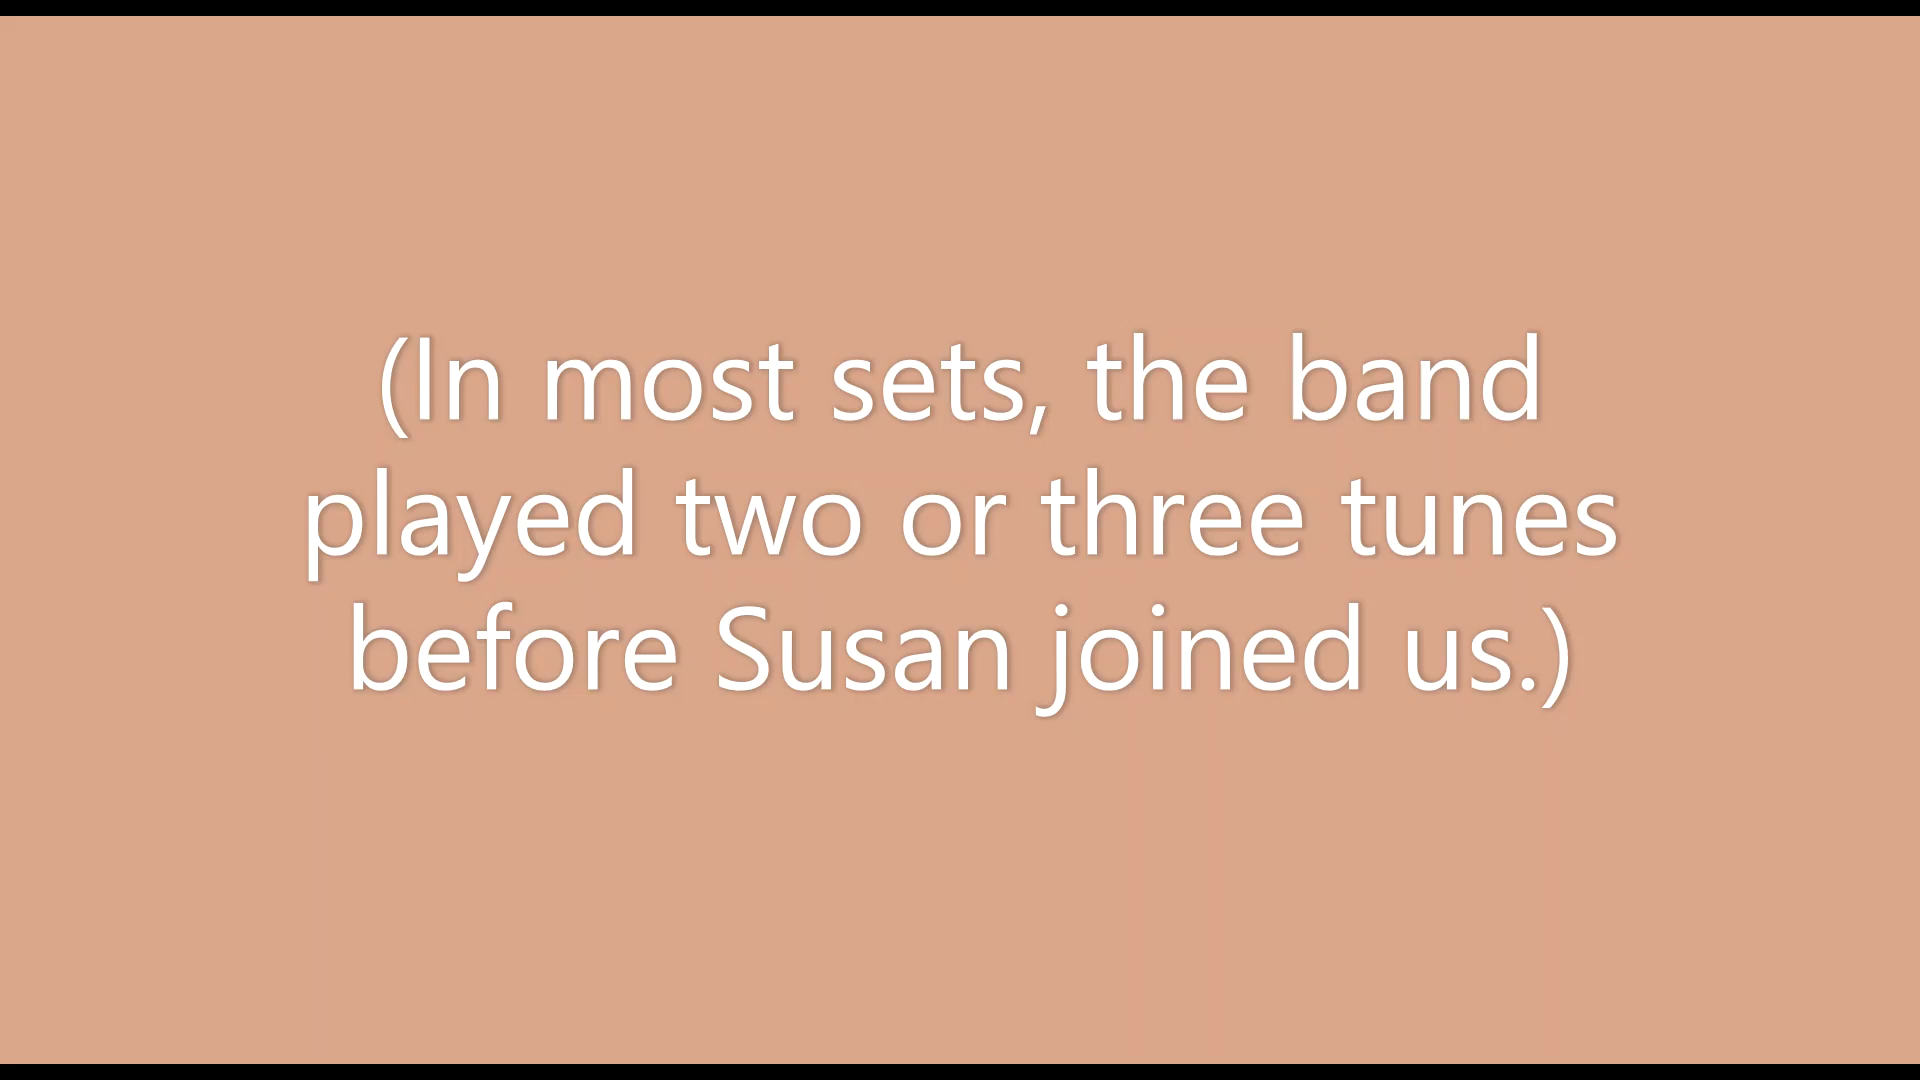 (In most sets, the band
played two or three tunes
before Susan joined us.)